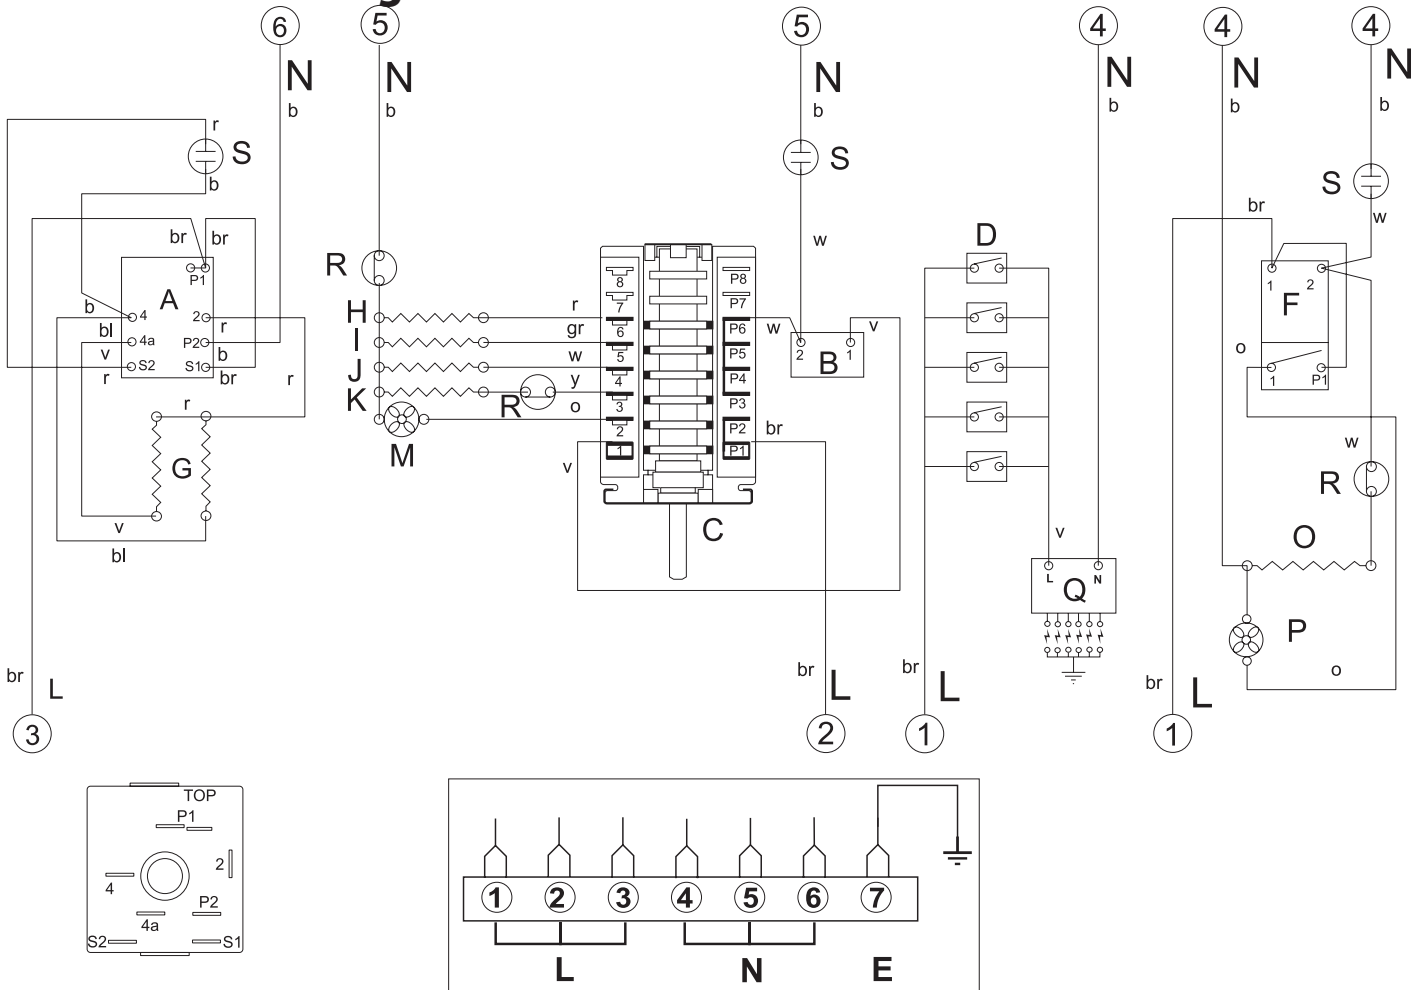 6 5 5 4 4 4
N N N N N N
b b b b b b
r S S S
b w w
br br br
P1
A
4 2
4a P2
S2 S1
b bl v r
r b br r
r
G
v
bl
br L
3
R
H r
I gr
J w
K R y
M o
v
8 P8
7 P7
6 P6
5 P5
4 P4
3 P3
2 P2
1 P1
C
w v
2 B 1
br
br L
2
D
v
L Q N
br L
1
1 F 2
1 P1
o
w
R
O
P
o
br L
1
TOP
P1
2
4
P2
4a
S2 S1
1 2 3 4 5 6 7
L N E